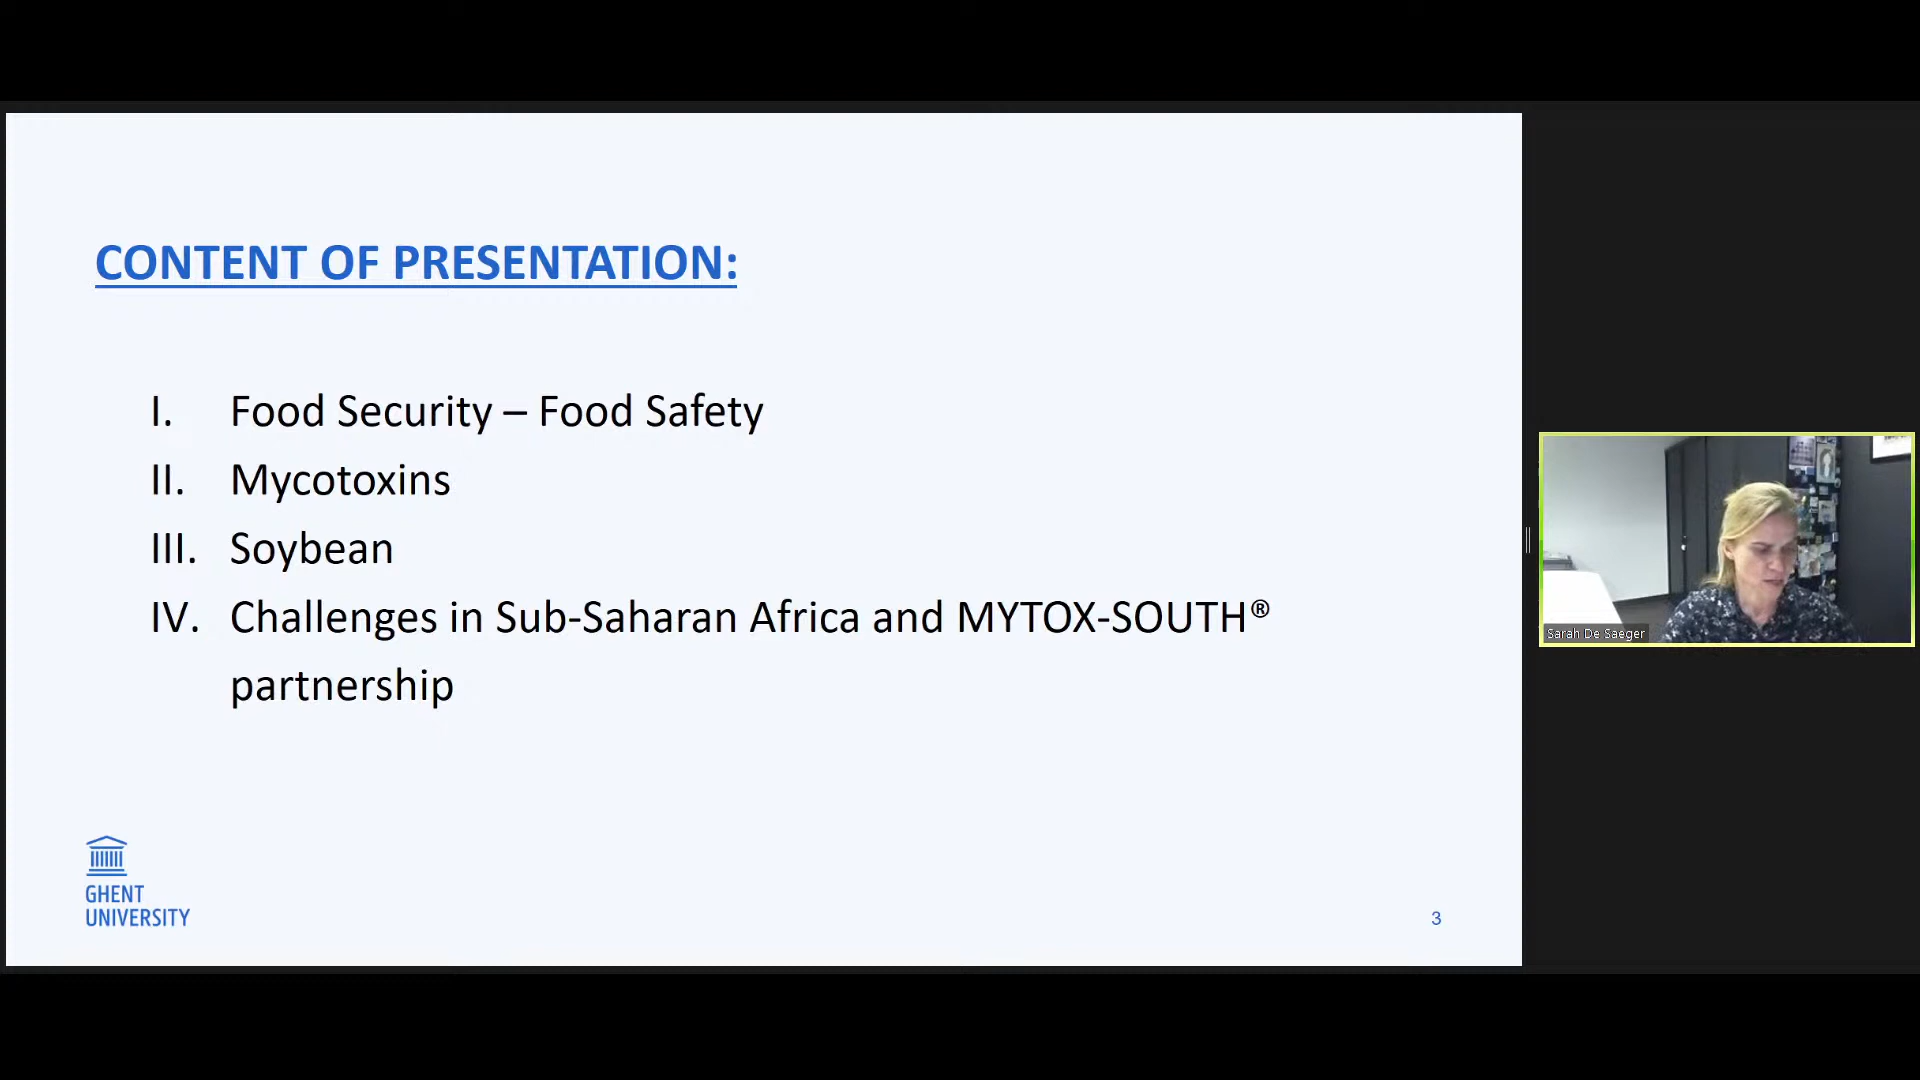 CONTENT OF PRESENTATION:
I. Food Security – Food Safety
II. Mycotoxins
III. Soybean
IV. Challenges in Sub-Saharan Africa and MYTOX-SOUTH®
partnership
GHENT
UNIVERSITY
3
Sarah De Saeger